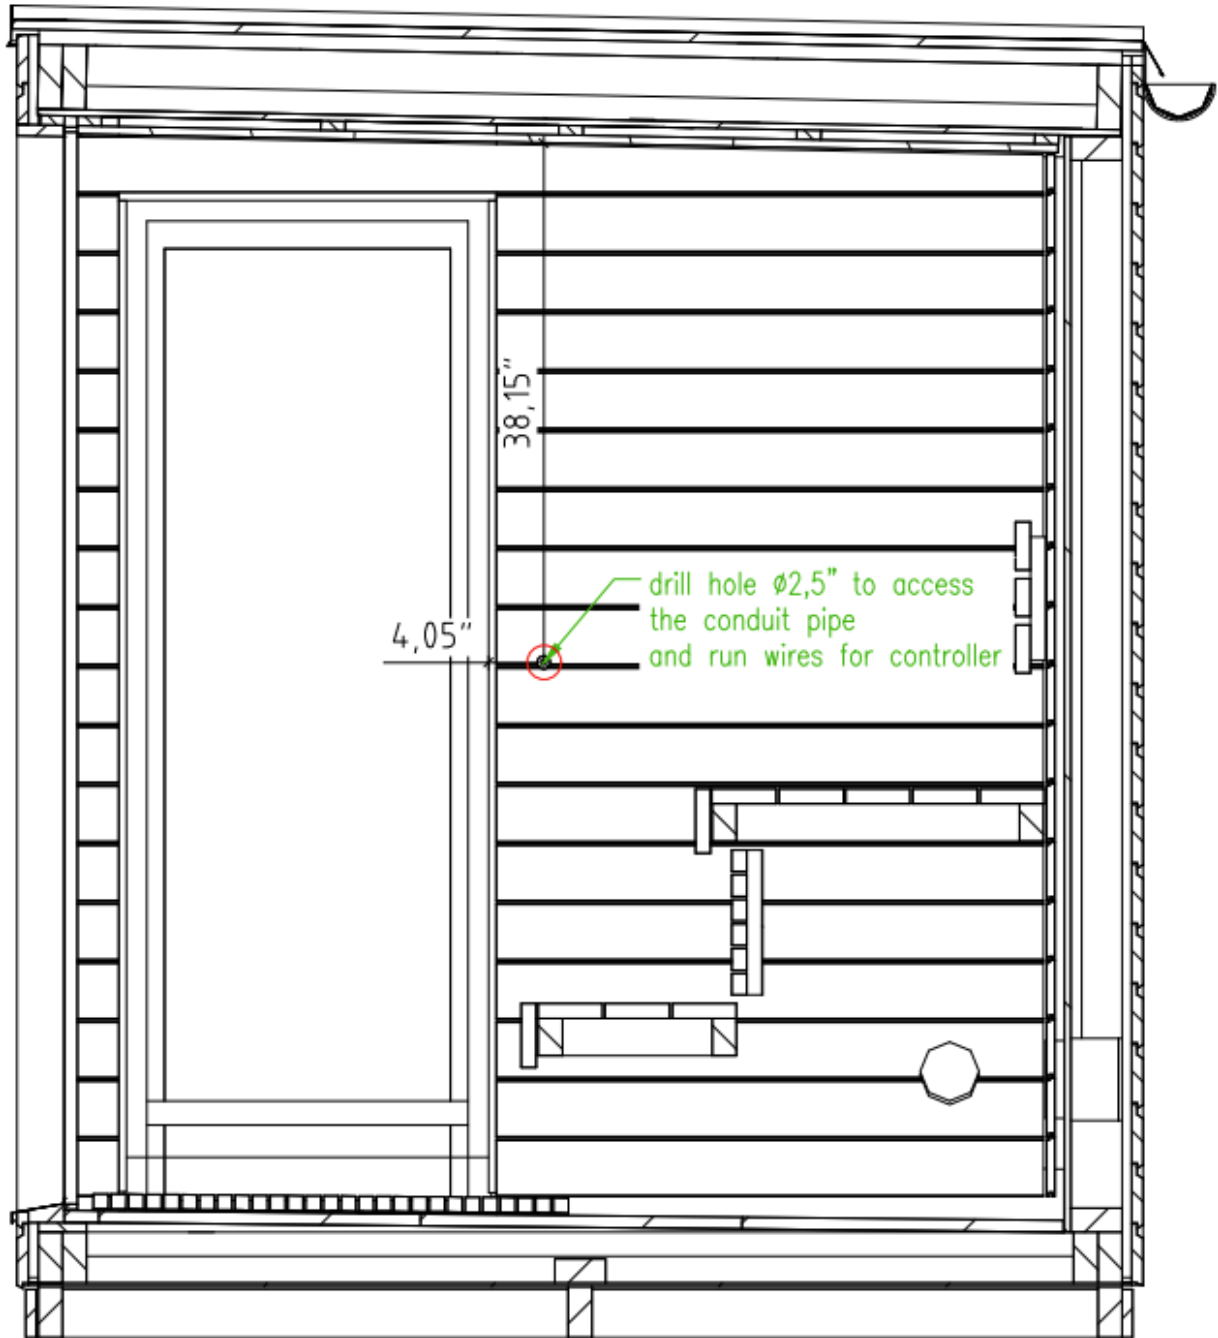 38,15"
drill hole ø2,5" to access
the conduit pipe
4,05"
and run wires for controller